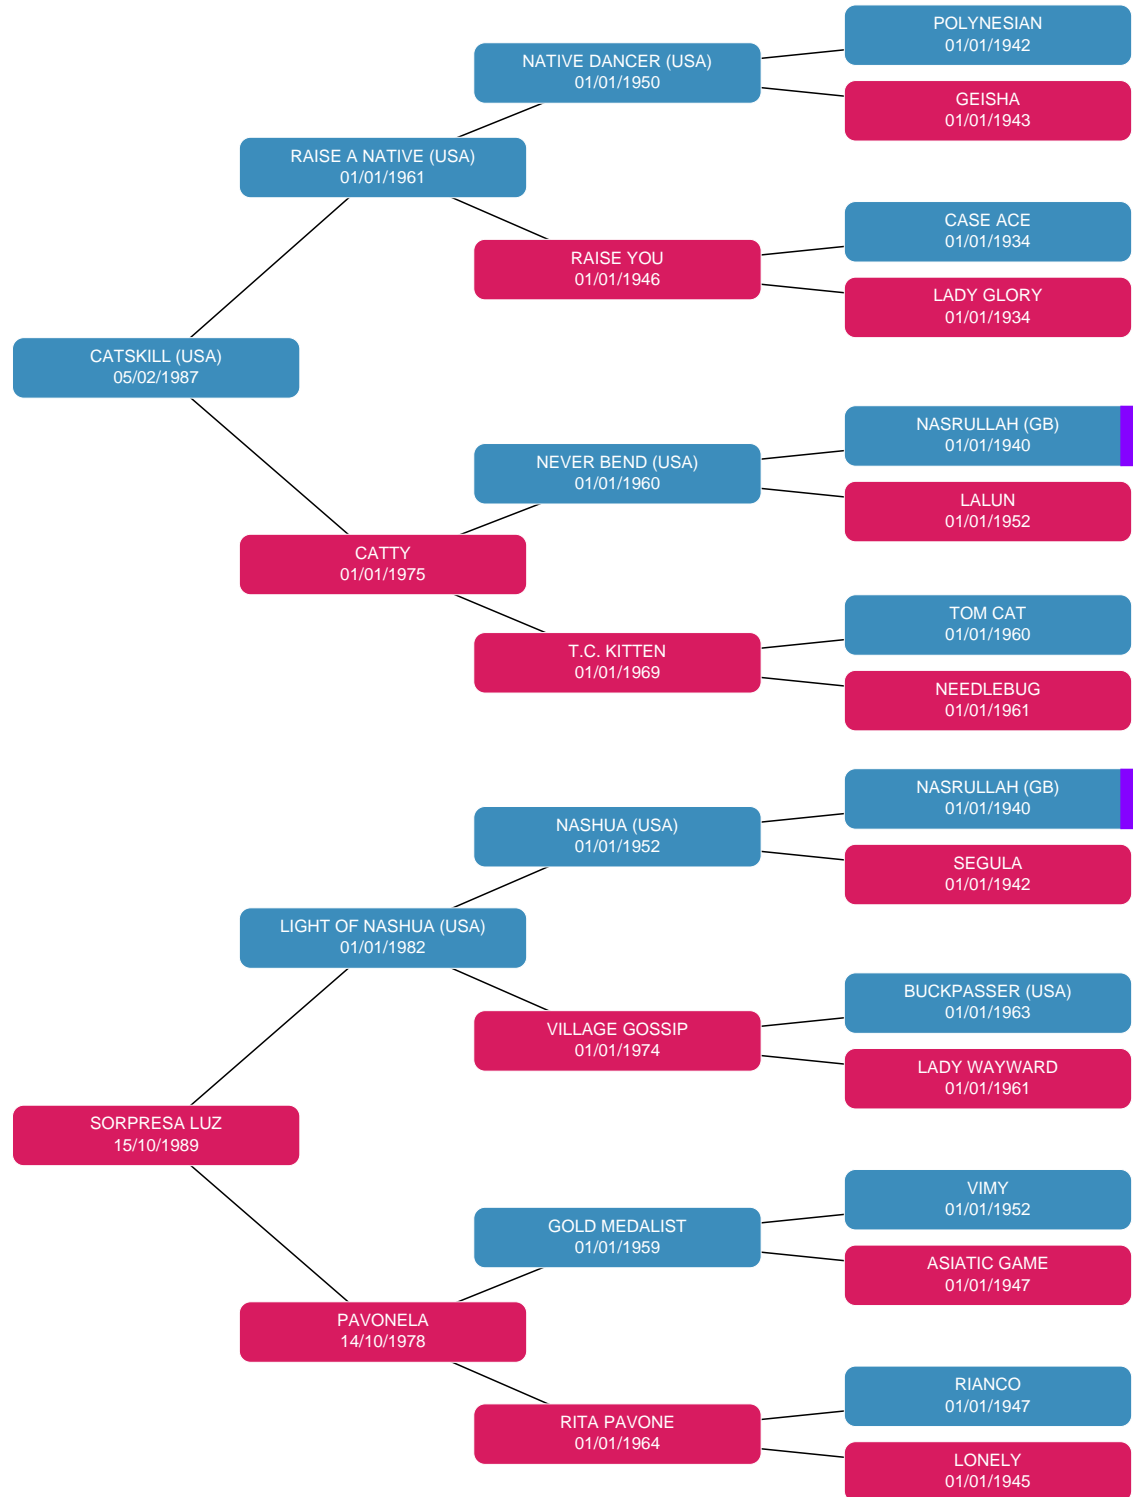 POLYNESIAN
01/01/1942
NATIVE DANCER (USA)
01/01/1950
GEISHA
01/01/1943
RAISE A NATIVE (USA)
01/01/1961
CASE ACE
01/01/1934
RAISE YOU
01/01/1946
LADY GLORY
01/01/1934
CATSKILL (USA)
05/02/1987
NASRULLAH (GB)
01/01/1940
NEVER BEND (USA)
01/01/1960
LALUN
01/01/1952
CATTY
01/01/1975
TOM CAT
01/01/1960
T.C. KITTEN
01/01/1969
NEEDLEBUG
01/01/1961
NASRULLAH (GB)
01/01/1940
NASHUA (USA)
01/01/1952
SEGULA
01/01/1942
LIGHT OF NASHUA (USA)
01/01/1982
BUCKPASSER (USA)
01/01/1963
VILLAGE GOSSIP
01/01/1974
LADY WAYWARD
01/01/1961
SORPRESA LUZ
15/10/1989
VIMY
01/01/1952
GOLD MEDALIST
01/01/1959
ASIATIC GAME
01/01/1947
PAVONELA
14/10/1978
RIANCO
01/01/1947
RITA PAVONE
01/01/1964
LONELY
01/01/1945